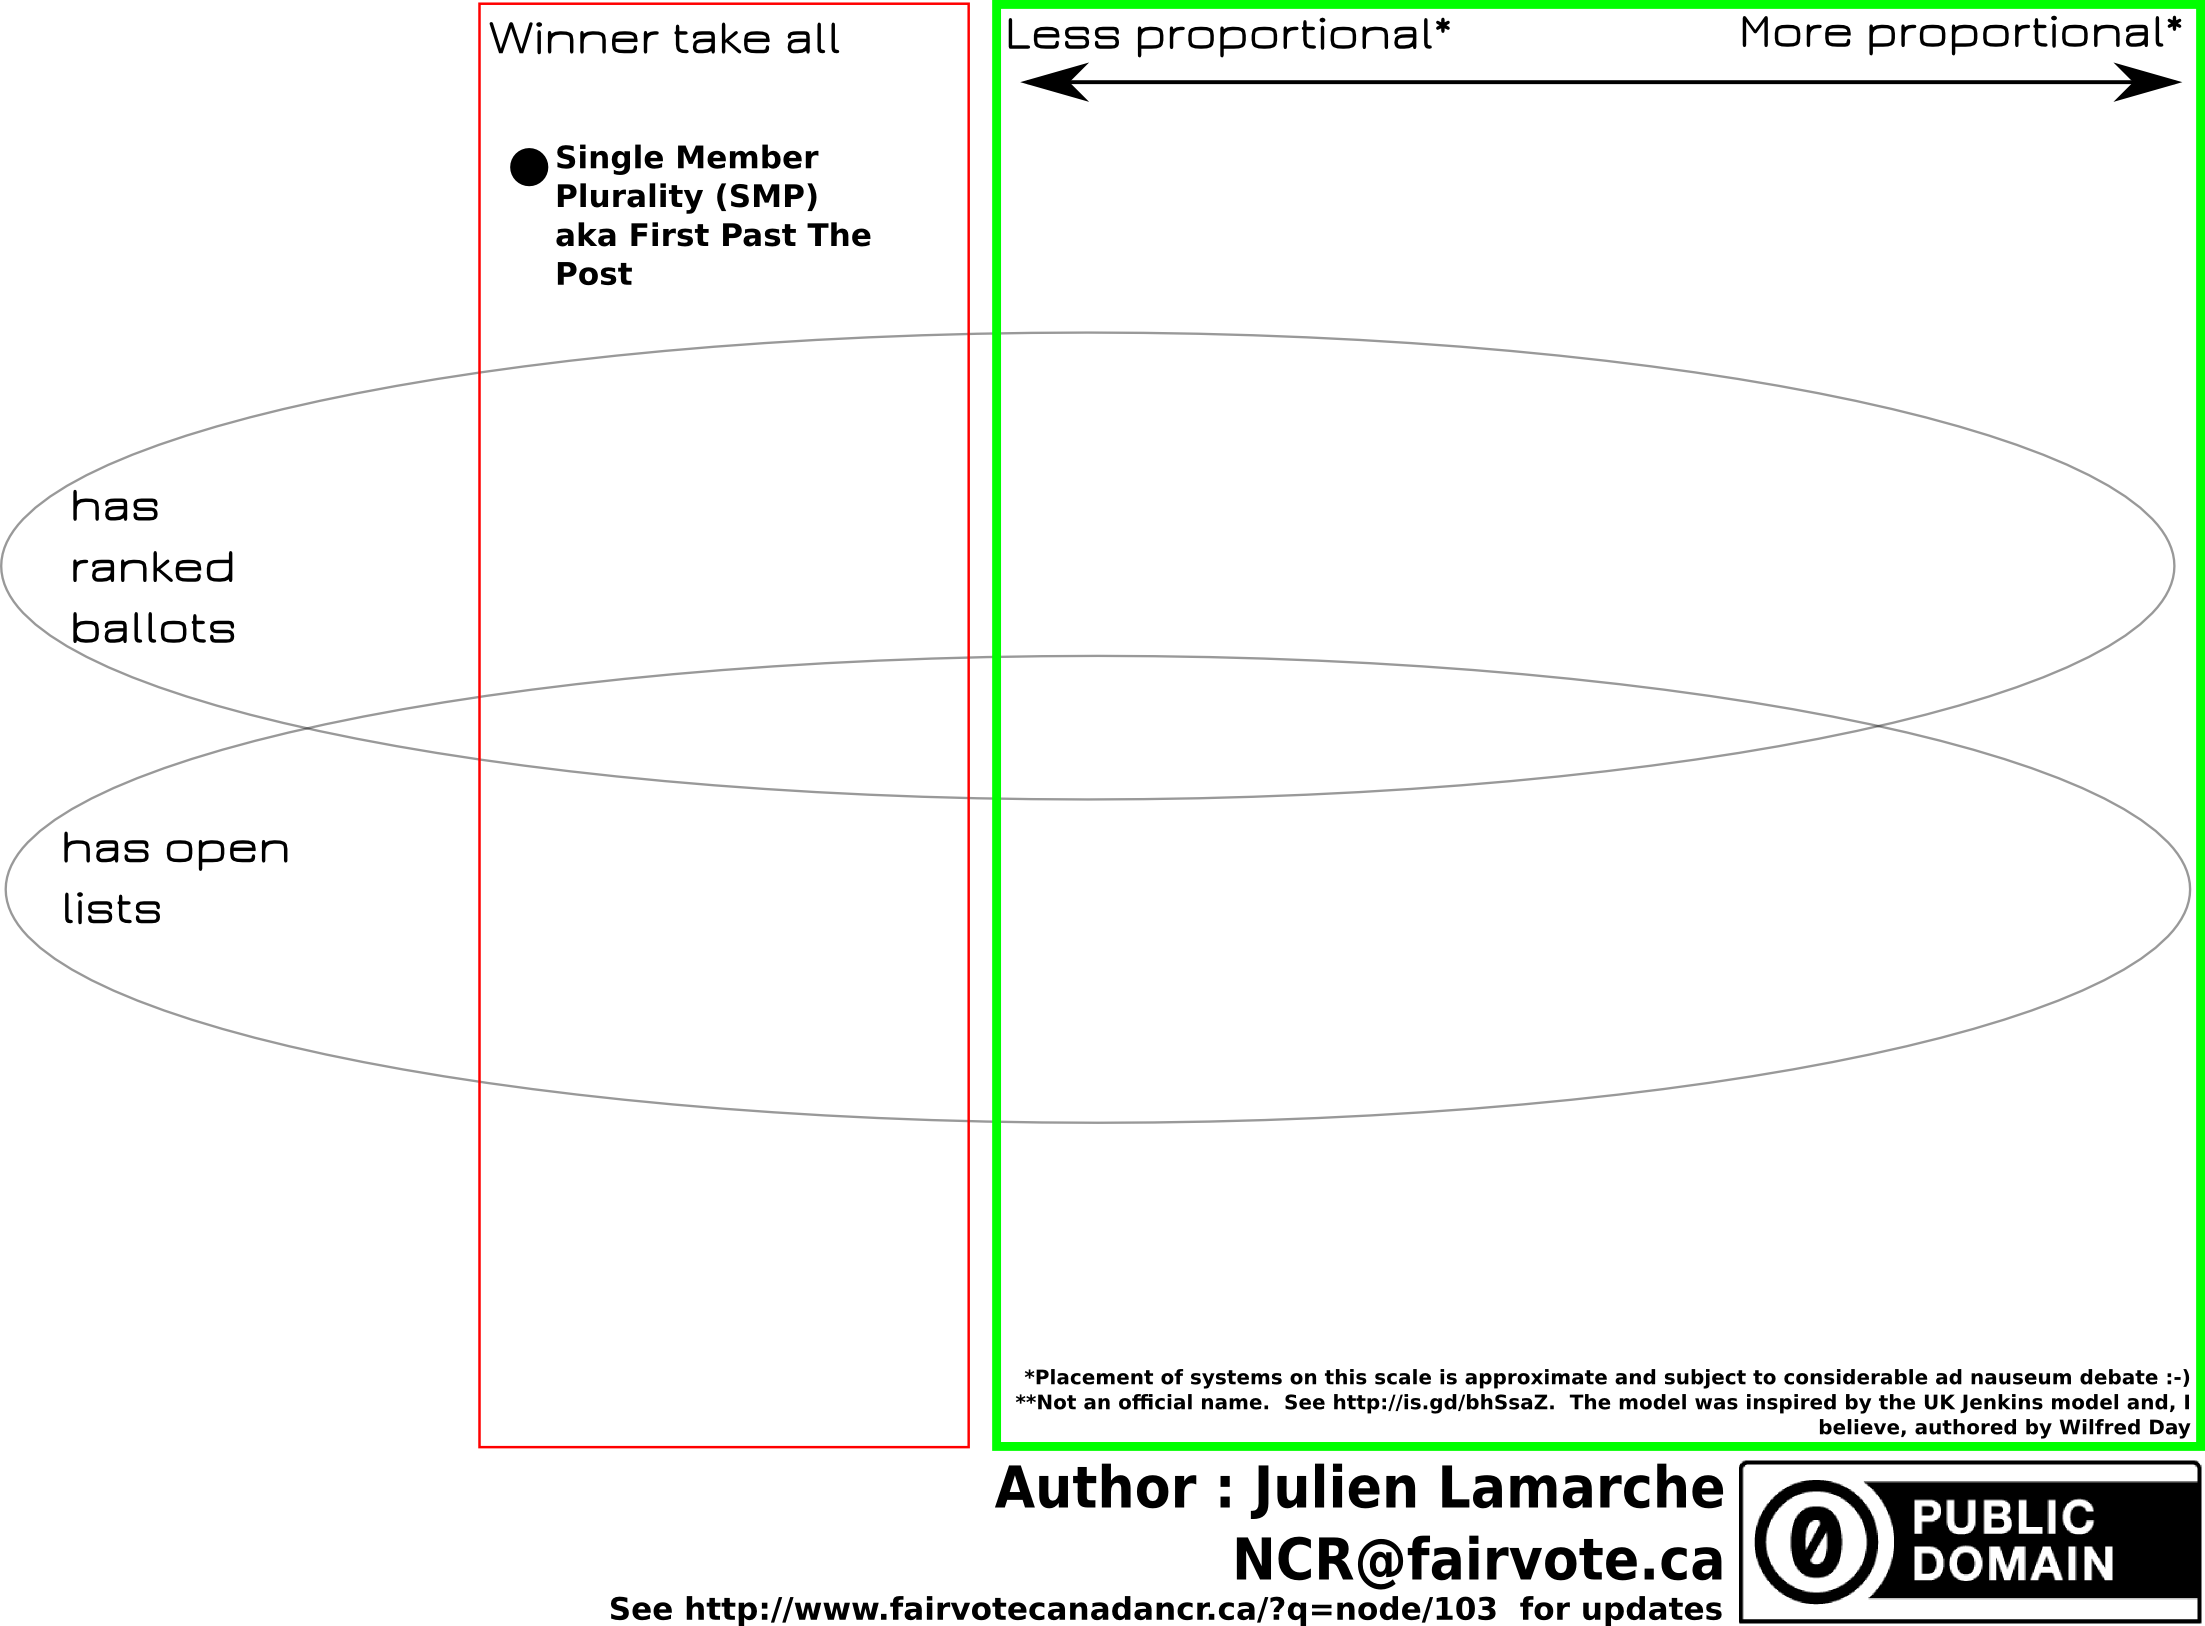 Winner take all
Less proportional*
More proportional*
Single Member
Plurality (SMP)
aka First Past The
Post
has
ranked
ballots
has open
lists
*Placement of systems on this scale is approximate and subject to considerable ad nauseum debate :-)
**Not an official name.  See http://is.gd/bhSsaZ.  The model was inspired by the UK Jenkins model and, I
believe, authored by Wilfred Day
Author : Julien Lamarche
NCR@fairvote.ca
See http://www.fairvotecanadancr.ca/?q=node/103  for updates
0
PUBLIC
DOMAIN